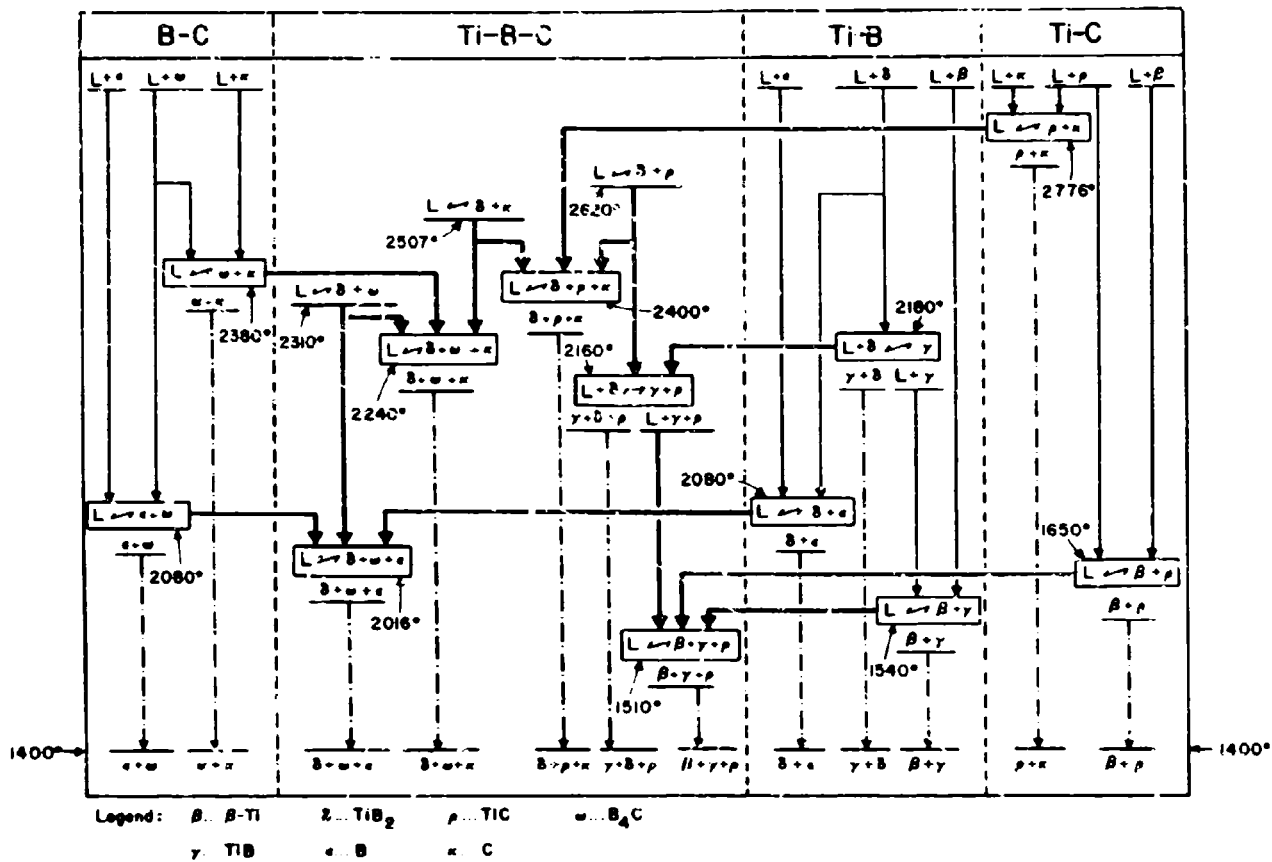 B-C Ti-B-C Ti-B Ti-C
L+ϵ L+ω L+κ L+ϵ L+δ L+β L+κ L+ρ L+β
L ⇌ ρ+κ
ρ+κ
2776°
L ⇌ δ+ρ
2620°
L ⇌ δ+κ
2507°
L ⇌ ω+κ
ω+κ
2380°
L ⇌ δ+ω
2310°
L ⇌ δ+ρ+κ
δ+ρ+κ
2400°
2180°
L+δ ⇌ γ
γ+δ L+γ
L ⇌ δ+ω+κ
δ+ω+κ
2240°
2160°
L+δ ⇌ γ+ρ
γ+δ+ρ L+γ+ρ
2080°
L ⇌ δ+ϵ
δ+ϵ
L ⇌ ϵ+ω
ϵ+ω
2080°
L ⇌ δ+ω+ϵ
δ+ω+ϵ
2016°
1650°
L ⇌ β+ρ
β+ρ
L ⇌ β+γ
β+γ
1540°
L ⇌ β+γ+ρ
β+γ+ρ
1510°
1400° 1400°
ϵ+ω ω+κ δ+ω+ϵ δ+ω+κ δ+ρ+κ γ+δ+ρ β+γ+ρ δ+ϵ γ+δ β+γ ρ+κ β+ρ
Legend: β.. β-Ti δ...TiB₂ ρ...TiC ω...B₄C
γ.. TiB ϵ...B κ...C